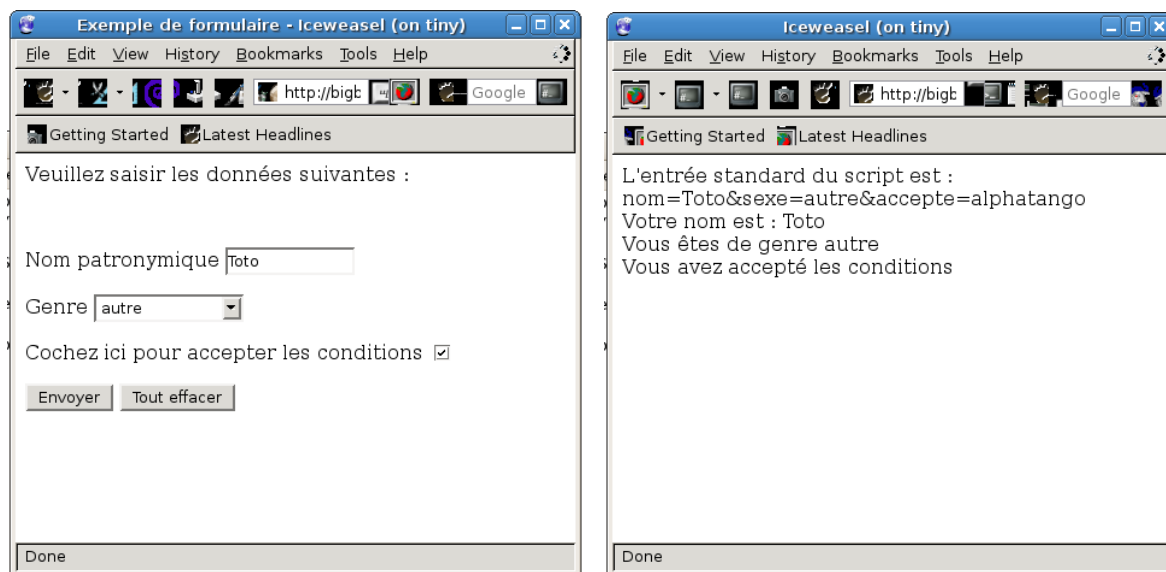 Exemple de formulaire - Iceweasel (on tiny)
File Edit View History Bookmarks Tools Help
http://bigb Google
Getting Started Latest Headlines
Veuillez saisir les données suivantes :
Nom patronymique Toto
Genre autre
Cochez ici pour accepter les conditions
Envoyer Tout effacer
Done
Iceweasel (on tiny)
File Edit View History Bookmarks Tools Help
http://bigb Google
Getting Started Latest Headlines
L'entrée standard du script est :
nom=Toto&sexe=autre&accepte=alphatango
Votre nom est : Toto
Vous êtes de genre autre
Vous avez accepté les conditions
Done